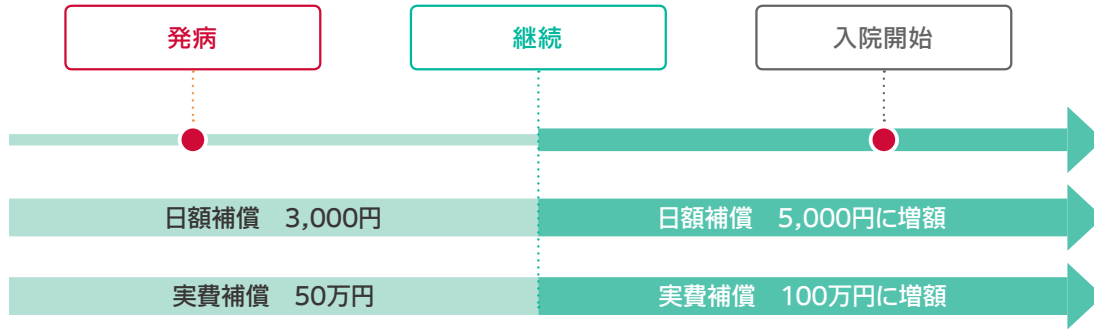 発病
継続
入院開始
日額補償　3,000円
日額補償　5,000円に増額
実費補償　50万円
実費補償　100万円に増額